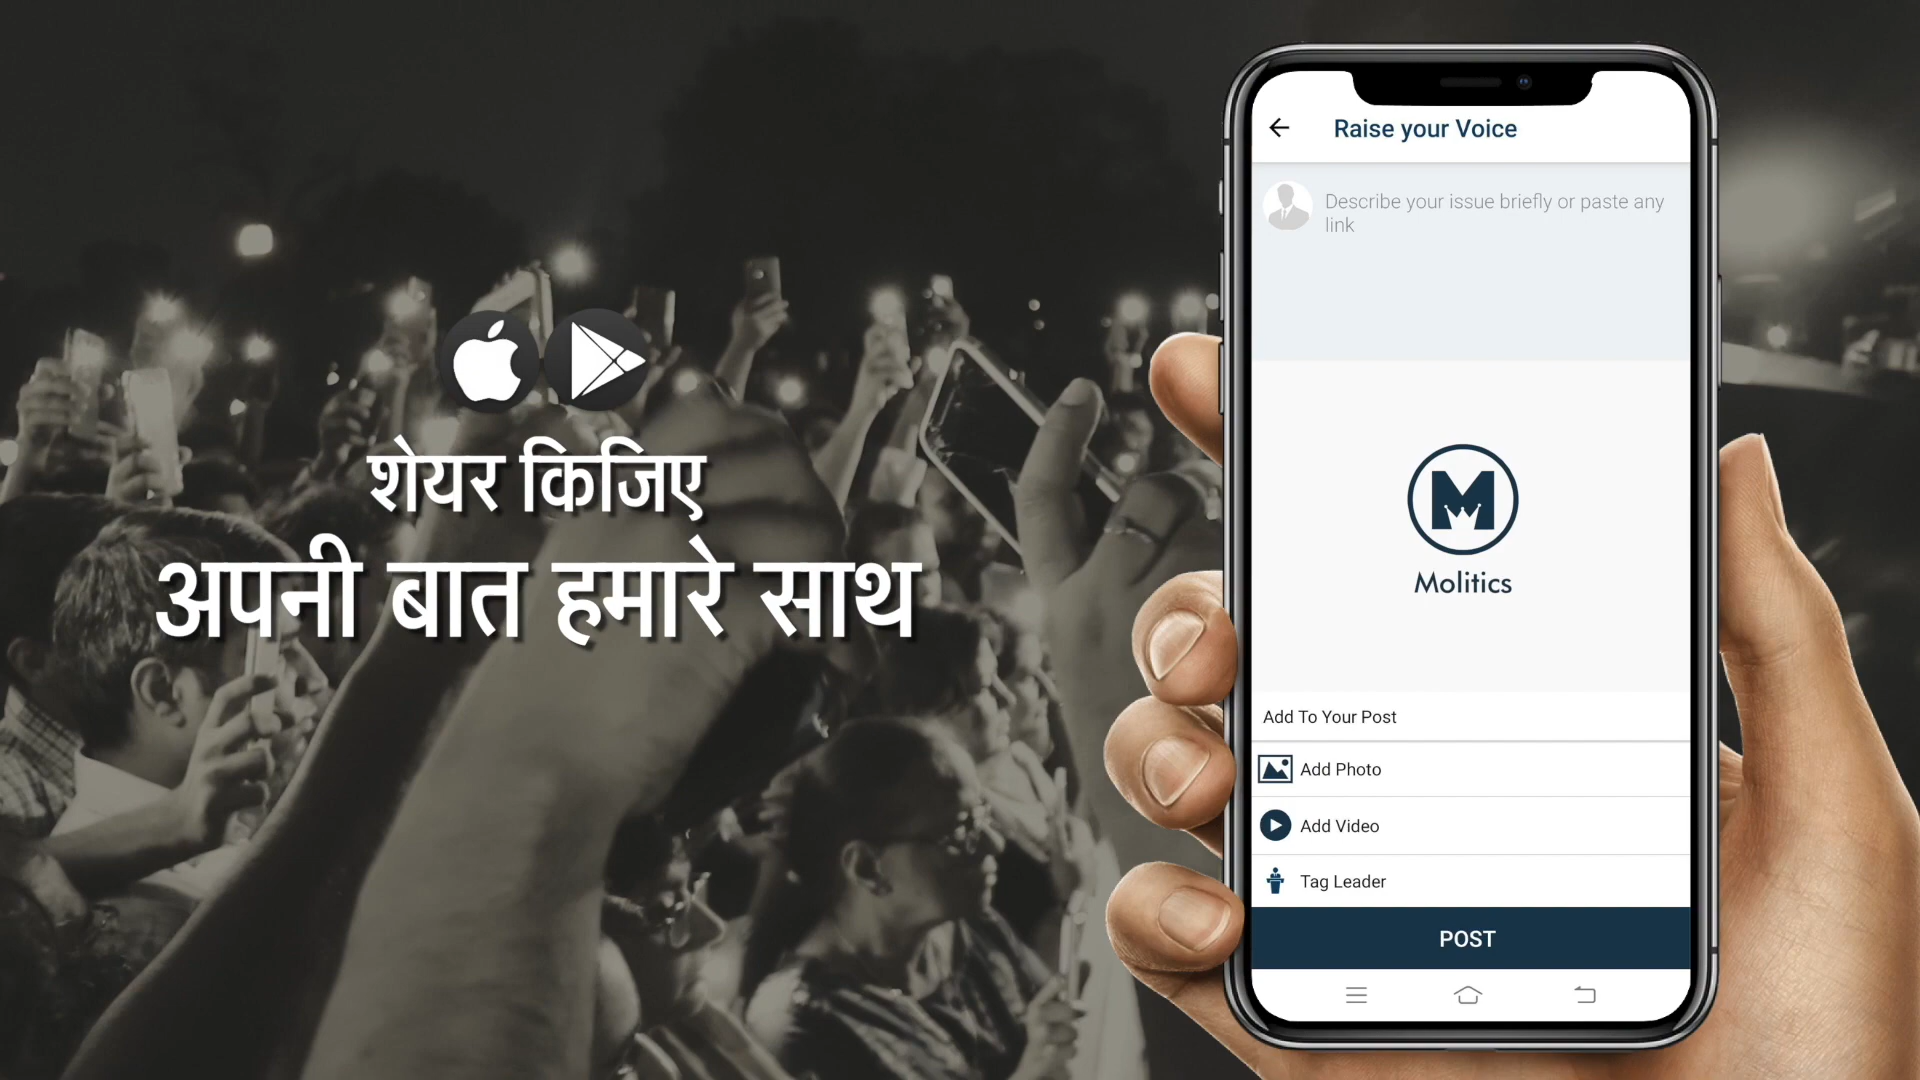 शेयर किजिए
अपनी बात हमारे साथ
Raise your Voice
Describe your issue briefly or paste any
link
M
Molitics
Add To Your Post
Add Photo
Add Video
Tag Leader
POST